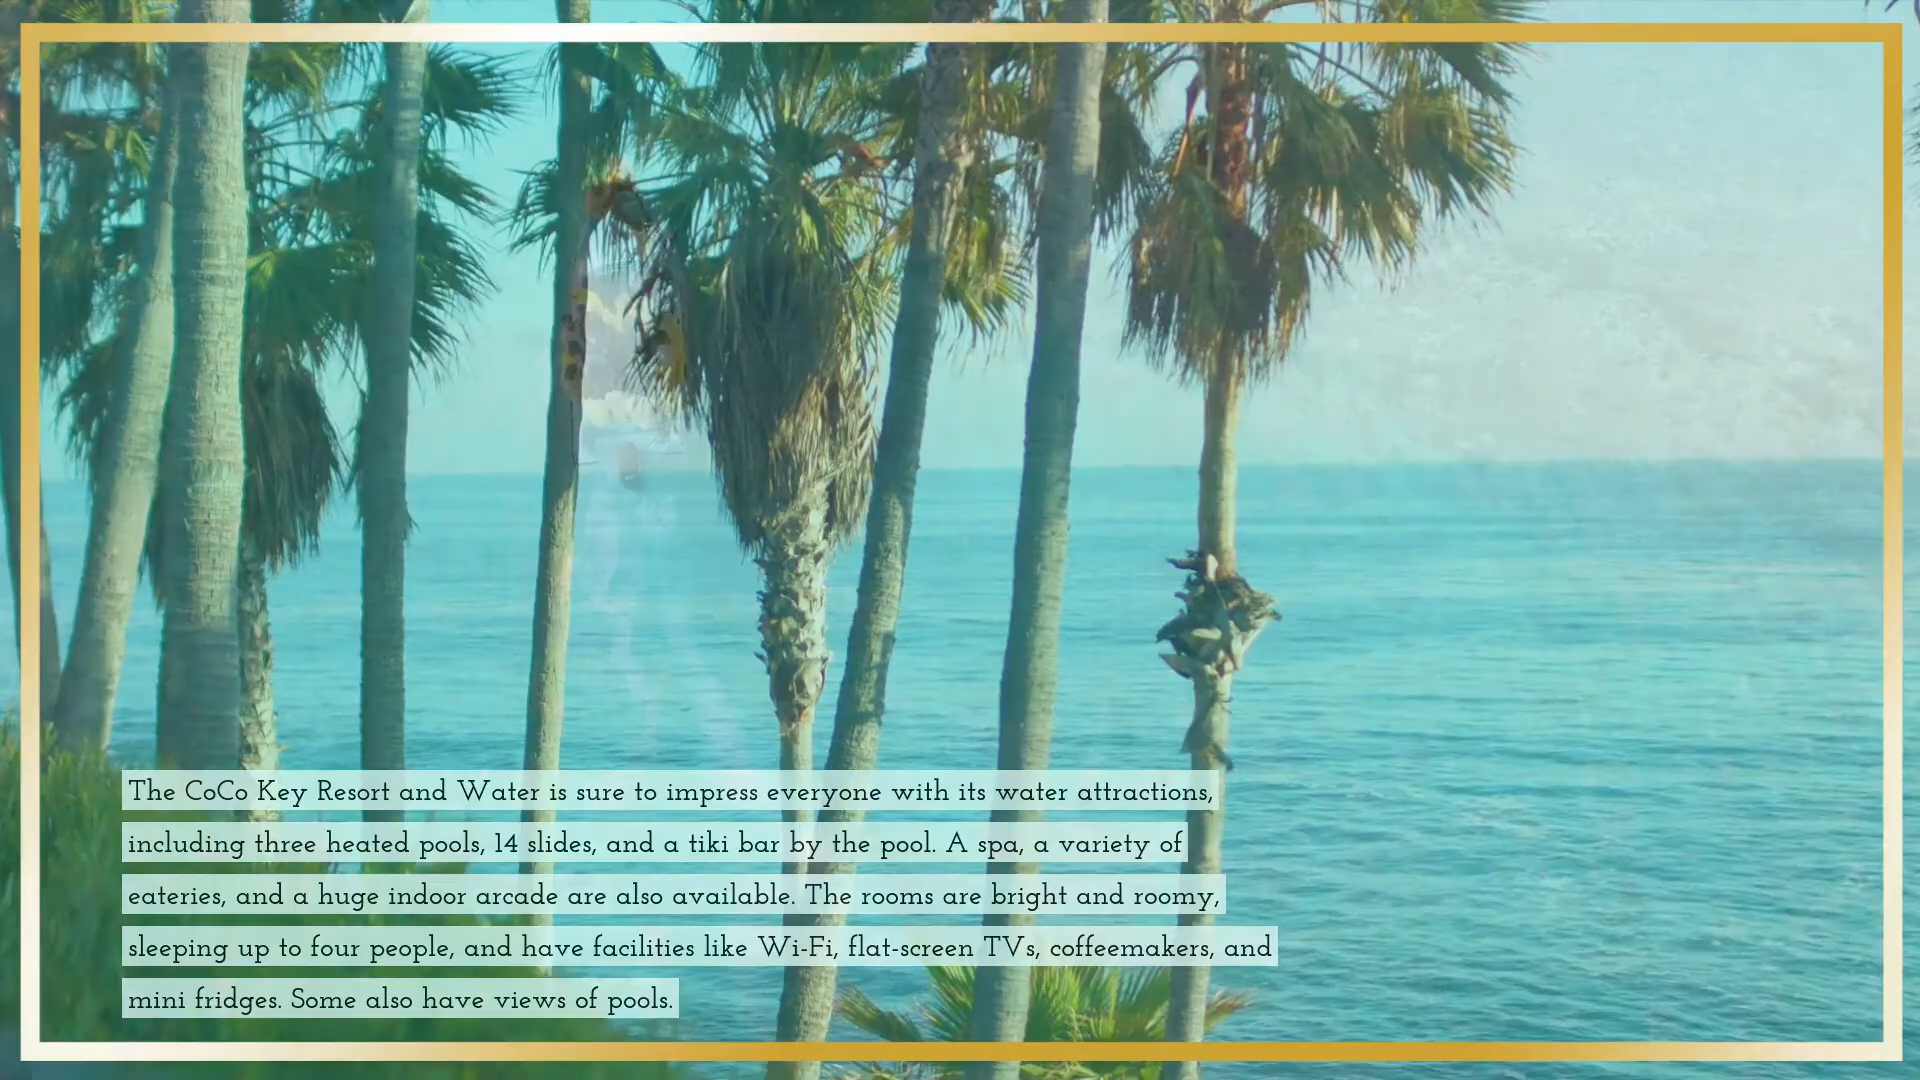 The CoCo Key Resort and Water is sure to impress everyone with its water attractions,
including three heated pools, 14 slides, and a tiki bar by the pool. A spa, a variety of
eateries, and a huge indoor arcade are also available. The rooms are bright and roomy,
sleeping up to four people, and have facilities like Wi-Fi, flat-screen TVs, coffeemakers, and
mini fridges. Some also have views of pools.